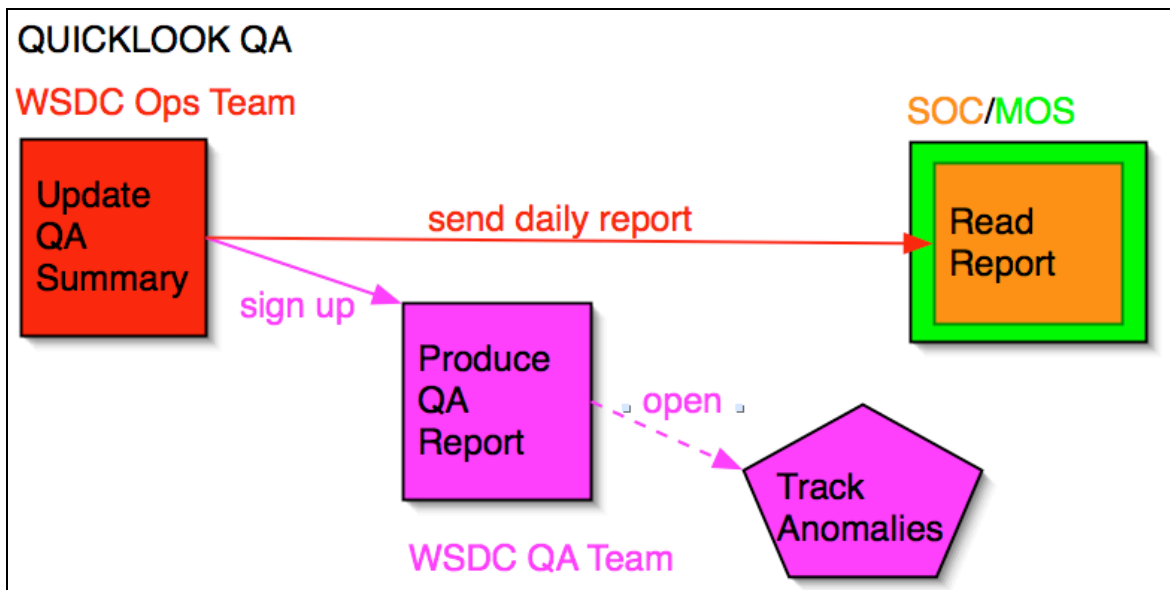 QUICKLOOK QA
WSDC Ops Team
SOC/MOS
Update
QA
Summary
send daily report
Read
Report
sign up
Produce
QA
Report
open
Track
Anomalies
WSDC QA Team